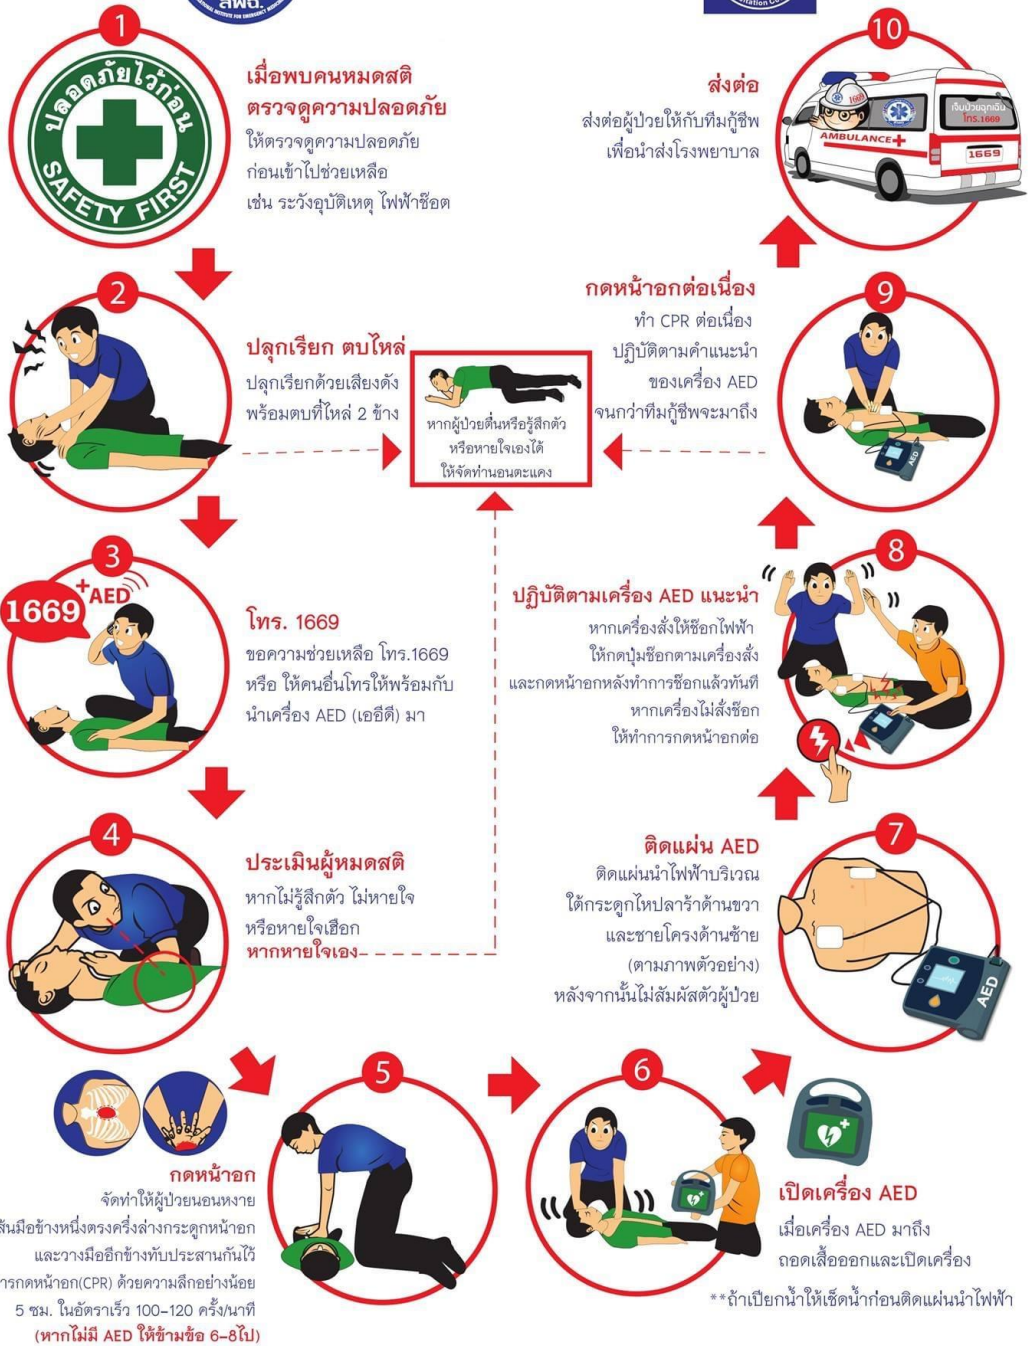 สพฉ.
NATIONAL INSTITUTE FOR EMERGENCY MEDICINE
1
ปลอดภัยไว้ก่อน
SAFETY FIRST
เมื่อพบคนหมดสติ
ตรวจดูความปลอดภัย
ให้ตรวจดูความปลอดภัย
ก่อนเข้าไปช่วยเหลือ
เช่น ระวังอุบัติเหตุ ไฟฟ้าช๊อต
2
ปลุกเรียก ตบไหล่
ปลุกเรียกด้วยเสียงดัง
พร้อมตบที่ไหล่ 2 ข้าง
หากผู้ป่วยตื่นหรือรู้สึกตัว
หรือหายใจเองได้
ให้จัดท่านอนตะแคง
3
1669
+AED
โทร. 1669
ขอความช่วยเหลือ โทร.1669
หรือ ให้คนอื่นโทรให้พร้อมกับ
นำเครื่อง AED (เออีดี) มา
4
ประเมินผู้หมดสติ
หากไม่รู้สึกตัว ไม่หายใจ
หรือหายใจเฮือก
หากหายใจเอง
5
กดหน้าอก
จัดท่าให้ผู้ป่วยนอนหงาย
ส้นมือข้างหนึ่งตรงครึ่งล่างกระดูกหน้าอก
และวางมืออีกข้างทับประสานกันไว้
ารกดหน้าอก(CPR) ด้วยความลึกอย่างน้อย
5 ซม. ในอัตราเร็ว 100-120 ครั้ง/นาที
(หากไม่มี AED ให้ข้ามข้อ 6-8ไป)
6
เปิดเครื่อง AED
เมื่อเครื่อง AED มาถึง
ถอดเสื้อออกและเปิดเครื่อง
**ถ้าเปียกน้ำให้เช็ดน้ำก่อนติดแผ่นนำไฟฟ้า
7
ติดแผ่น AED
ติดแผ่นนำไฟฟ้าบริเวณ
ใต้กระดูกไหปลาร้าด้านขวา
และชายโครงด้านซ้าย
(ตามภาพตัวอย่าง)
หลังจากนั้นไม่สัมผัสตัวผู้ป่วย
AED
8
ปฏิบัติตามเครื่อง AED แนะนำ
หากเครื่องสั่งให้ช๊อกไฟฟ้า
ให้กดปุ่มช๊อกตามเครื่องสั่ง
และกดหน้าอกหลังทำการช๊อกแล้วทันที
หากเครื่องไม่สั่งช๊อก
ให้ทำการกดหน้าอกต่อ
9
กดหน้าอกต่อเนื่อง
ทำ CPR ต่อเนื่อง
ปฏิบัติตามคำแนะนำ
ของเครื่อง AED
จนกว่าทีมกู้ชีพจะมาถึง
AED
10
ส่งต่อ
ส่งต่อผู้ป่วยให้กับทีมกู้ชีพ
เพื่อนำส่งโรงพยาบาล
1669
AMBULANCE
เจ็บป่วยฉุกเฉิน
โทร.1669
1669